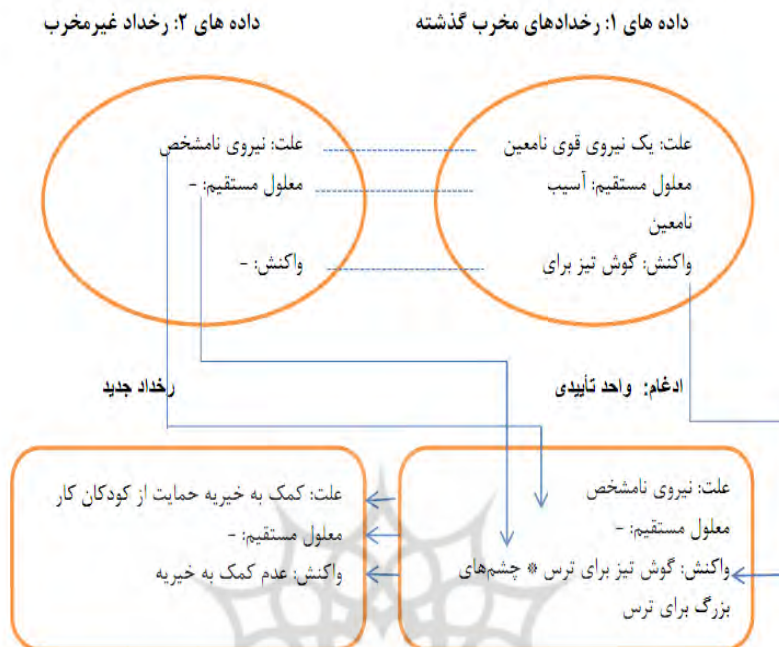 داده های ۱: رخدادهای مخرب گذشته
داده های ۲: رخداد غیرمخرب
علت: یک نیروی قوی نامعین
معلول مستقیم: آسیب
نامعین
واکنش: گوش تیز برای
علت: نیروی نامشخص
معلول مستقیم: -
واکنش: -
ادغام: واحد تأییدی
رخداد جدید
علت: نیروی نامشخص
معلول مستقیم: -
واکنش: گوش تیز برای ترس * چشم‌های
بزرگ برای ترس
علت: کمک به خیریه حمایت از کودکان کار
معلول مستقیم: -
واکنش: عدم کمک به خیریه